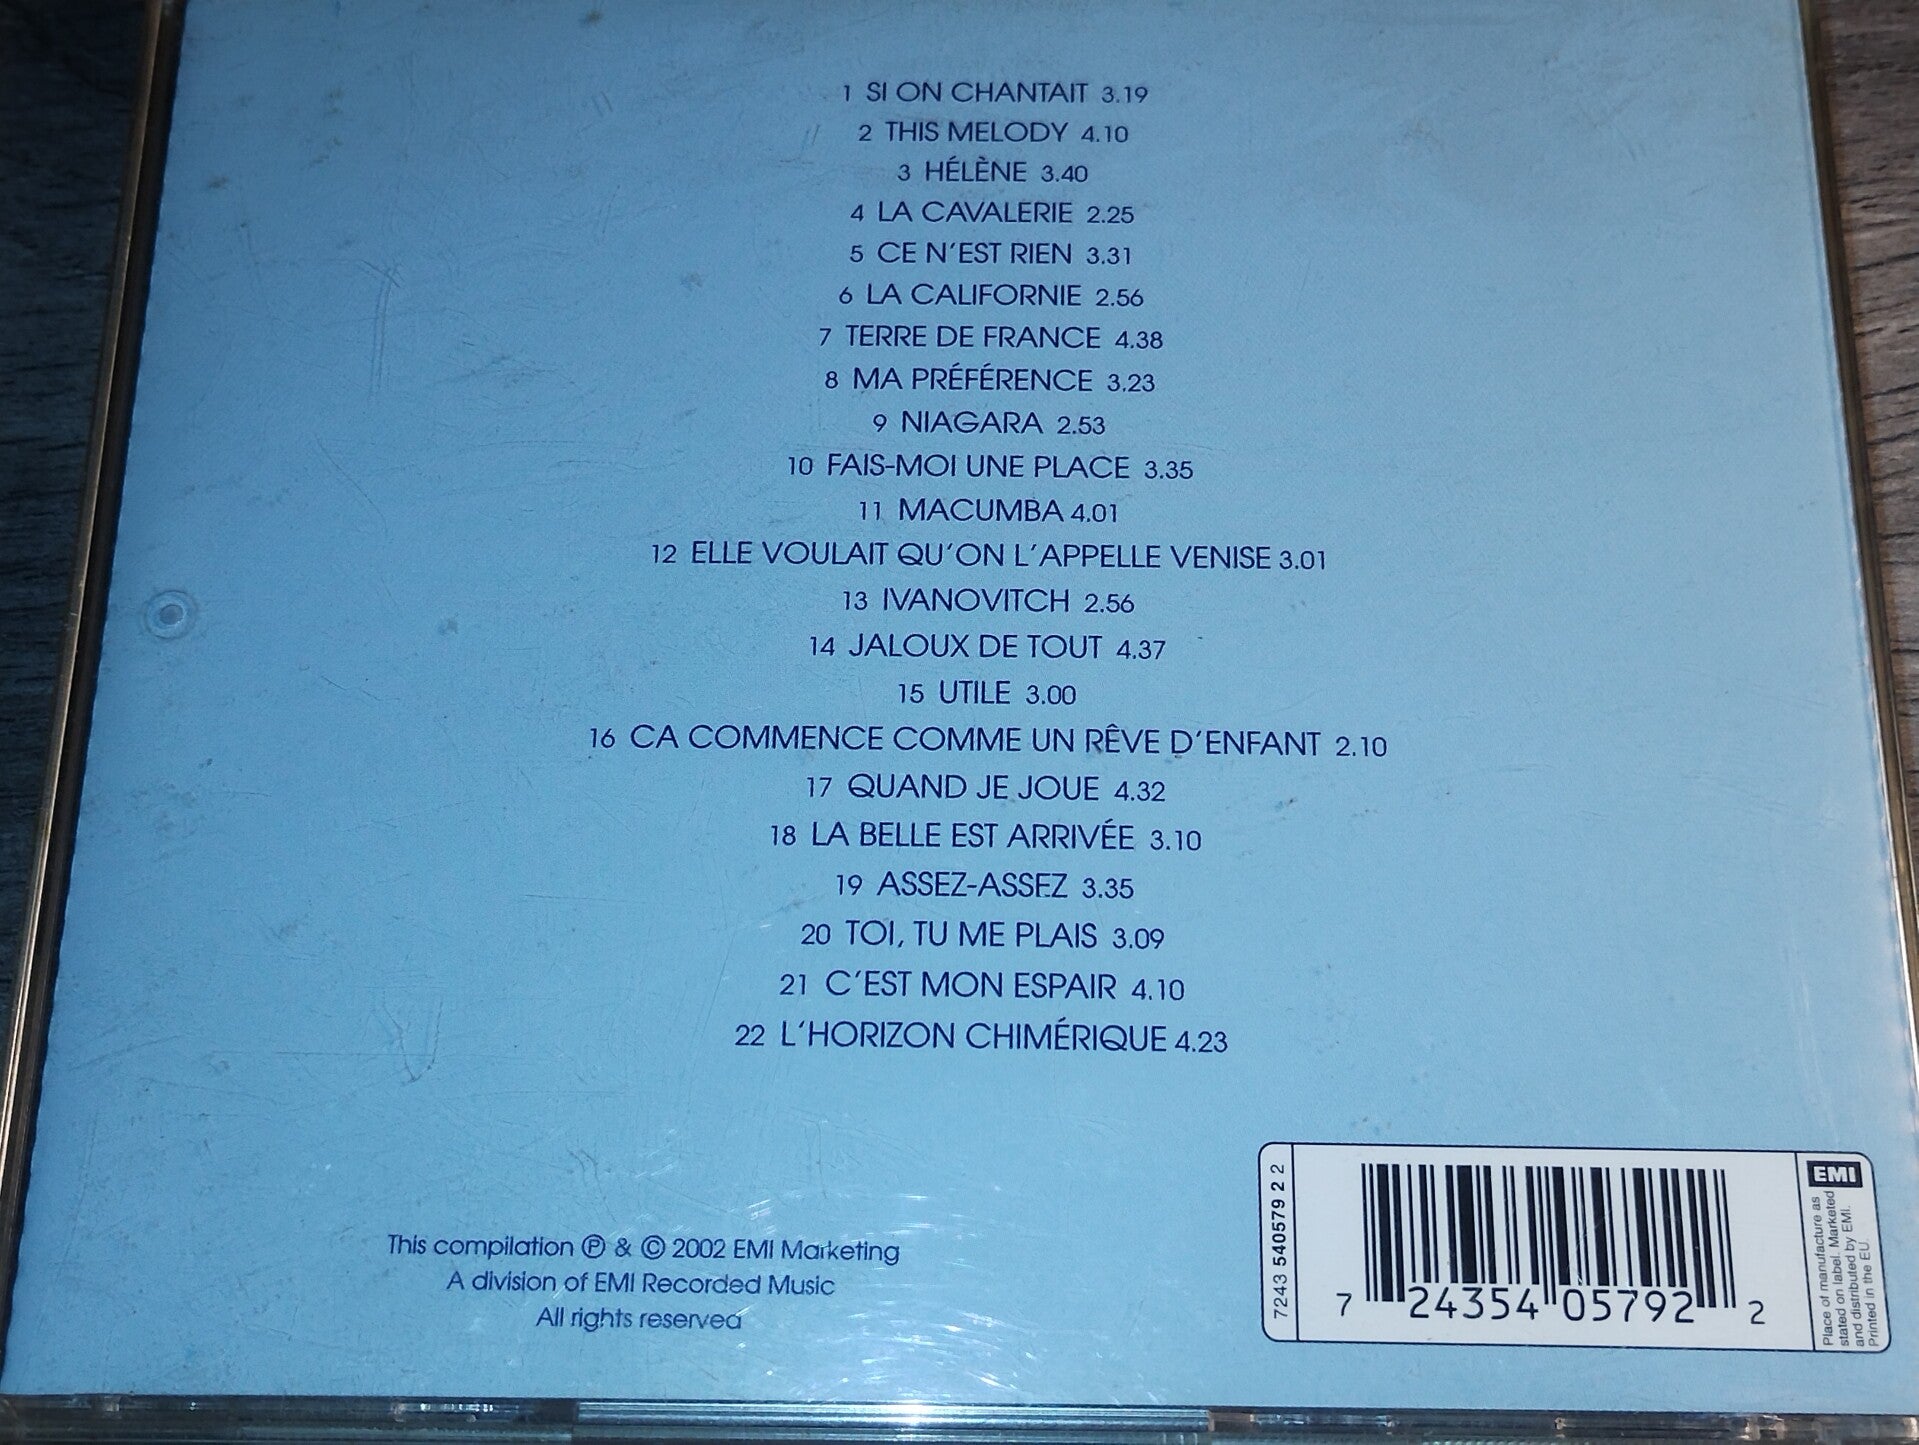 1 SI ON CHANTAIT 3.19
2 THIS MELODY 4.10
3 HÉLÈNE 3.40
4 LA CAVALERIE 2.25
5 CE N'EST RIEN 3.31
6 LA CALIFORNIE 2.56
7 TERRE DE FRANCE 4.38
8 MA PRÉFÉRENCE 3.23
9 NIAGARA 2.53
10 FAIS-MOI UNE PLACE 3.35
11 MACUMBA 4.01
12 ELLE VOULAIT QU'ON L'APPELLE VENISE 3.01
13 IVANOVITCH 2.56
14 JALOUX DE TOUT 4.37
15 UTILE 3.00
16 CA COMMENCE COMME UN RÊVE D'ENFANT 2.10
17 QUAND JE JOUE 4.32
18 LA BELLE EST ARRIVÉE 3.10
19 ASSEZ-ASSEZ 3.35
20 TOI, TU ME PLAIS 3.09
21 C'EST MON ESPAIR 4.10
22 L'HORIZON CHIMÉRIQUE 4.23
This compilation ℗ & © 2002 EMI Marketing
A division of EMI Recorded Music
All rights reserved
7243 540579 2 2
7 24354 05792 2
EMI
Place of manufacture as
stated on label. Marketed
and distributed by EMI.
Printed in the EU.